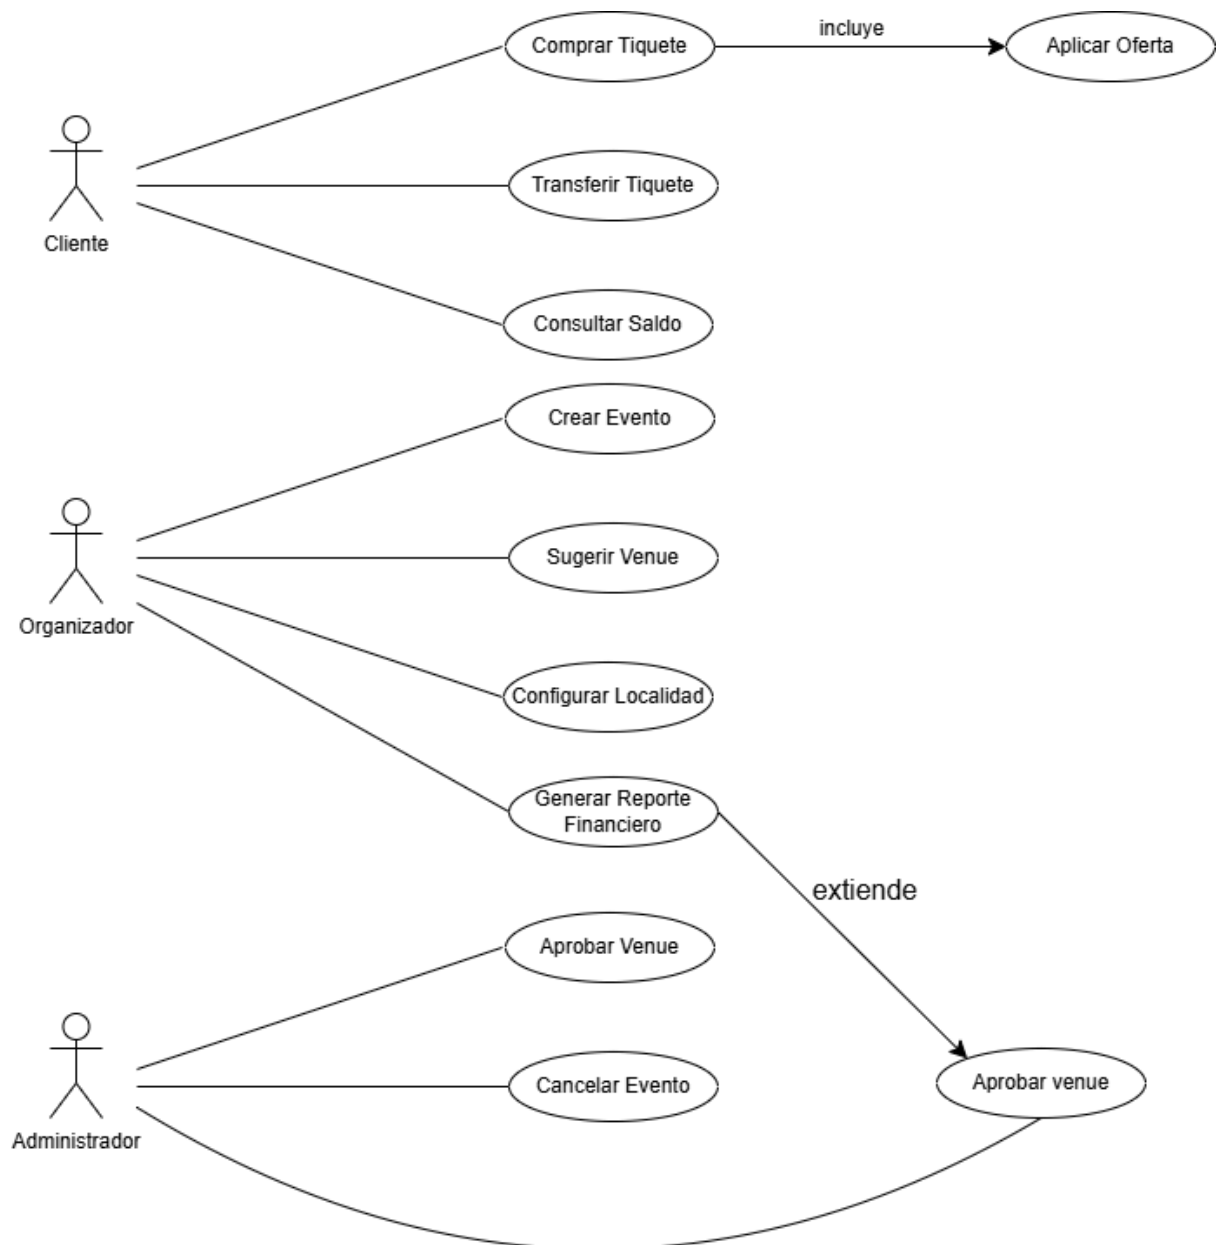 Comprar Tiquete
incluye
Aplicar Oferta
Transferir Tiquete
Cliente
Consultar Saldo
Crear Evento
Sugerir Venue
Organizador
Configurar Localidad
Generar Reporte
Financiero
extiende
Aprobar Venue
Cancelar Evento
Aprobar venue
Administrador